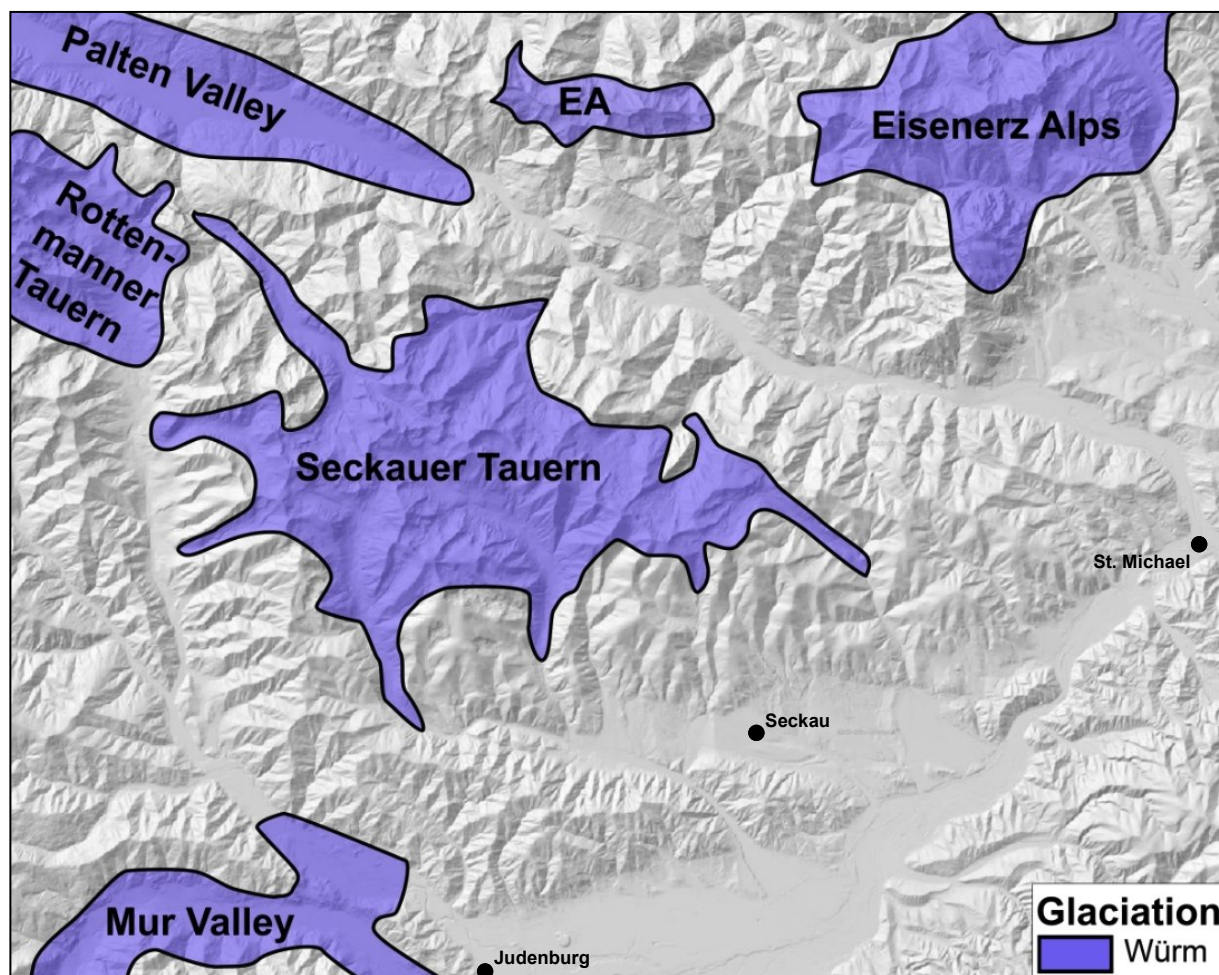 Palten Valley
EA
Eisenerz Alps
Rotten-
manner
Tauern
Seckauer Tauern
St. Michael
Seckau
Mur Valley
Judenburg
Glaciation
Würm